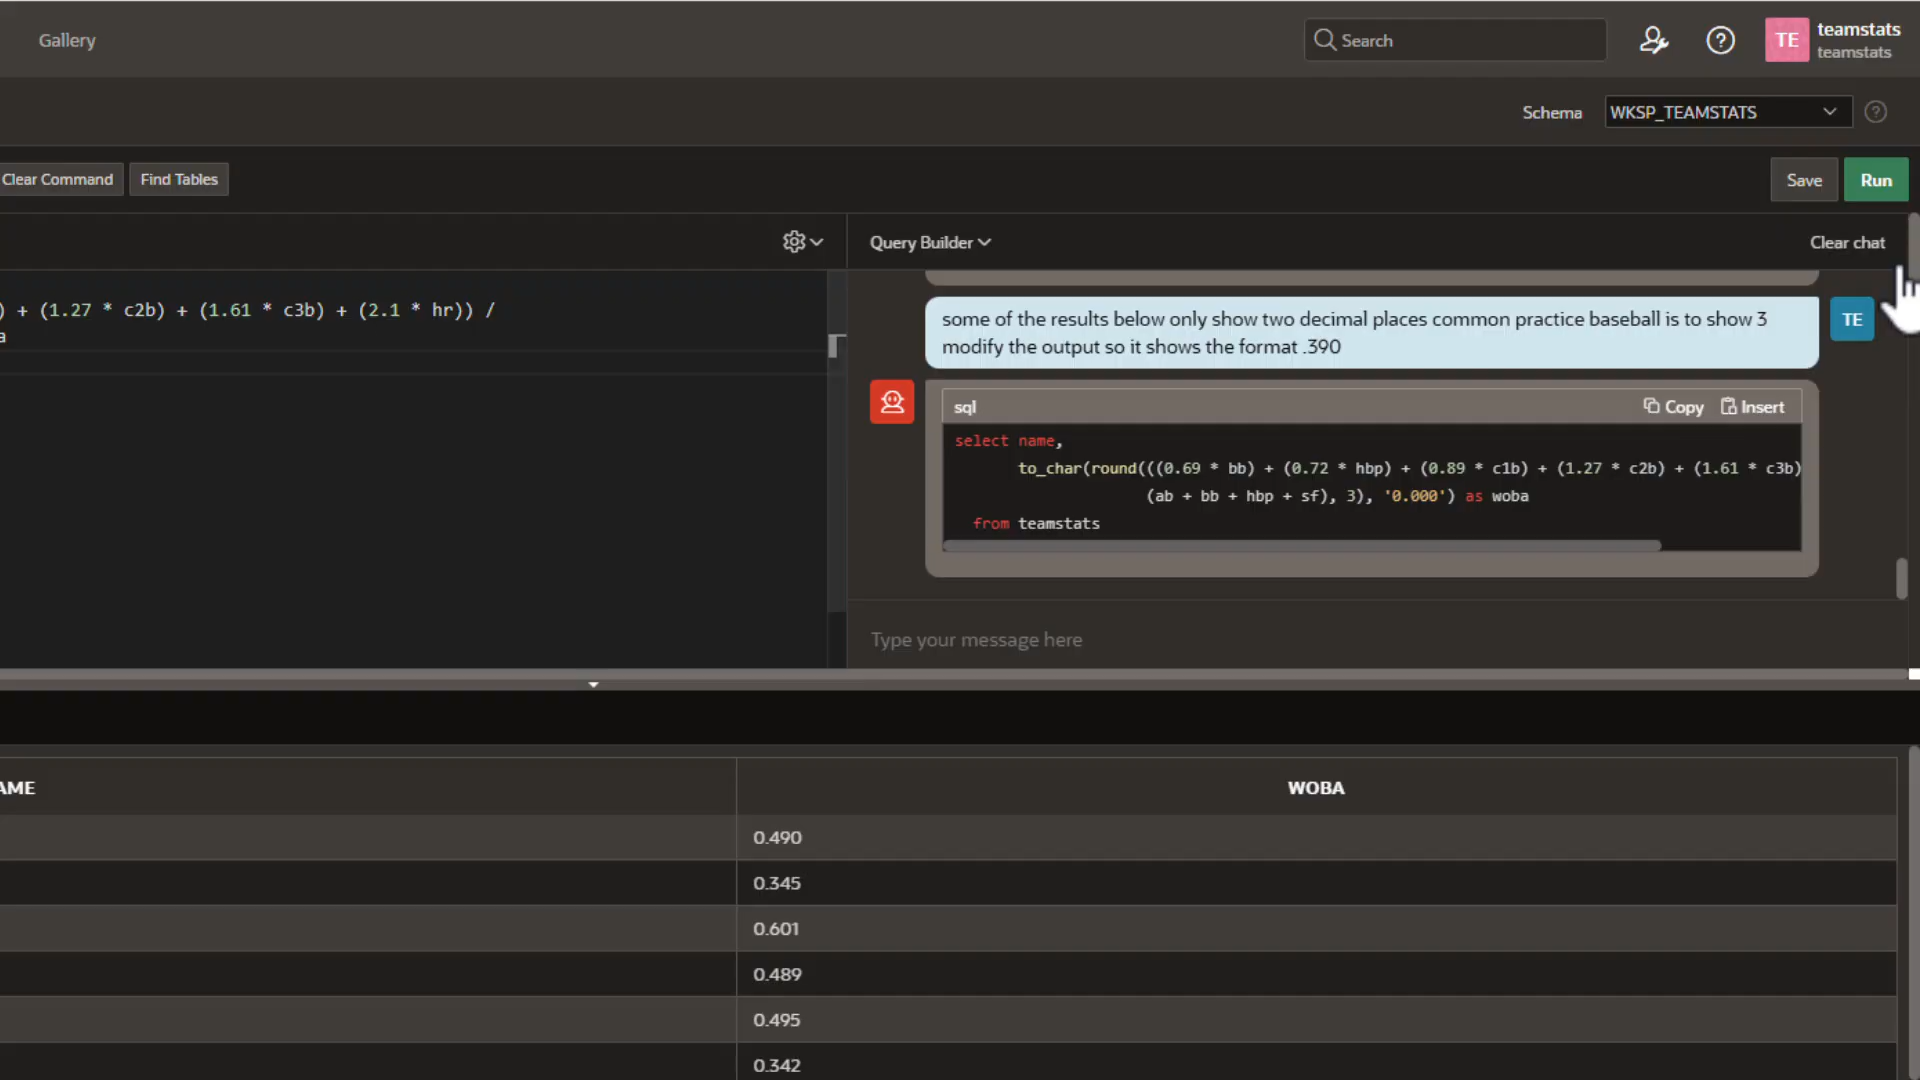 Gallery
Search
TE
teamstats
teamstats
Schema
WKSP_TEAMSTATS
Clear Command
Find Tables
Save
Run
Query Builder
Clear chat
) + (1.27 * c2b) + (1.61 * c3b) + (2.1 * hr)) /
a
some of the results below only show two decimal places common practice baseball is to show 3
modify the output so it shows the format .390
TE
sql
Copy
Insert
select name,
to_char(round(((0.69 * bb) + (0.72 * hbp) + (0.89 * c1b) + (1.27 * c2b) + (1.61 * c3b)
(ab + bb + hbp + sf), 3), '0.000') as woba
from teamstats
Type your message here
AME
WOBA
0.490
0.345
0.601
0.489
0.495
0.342